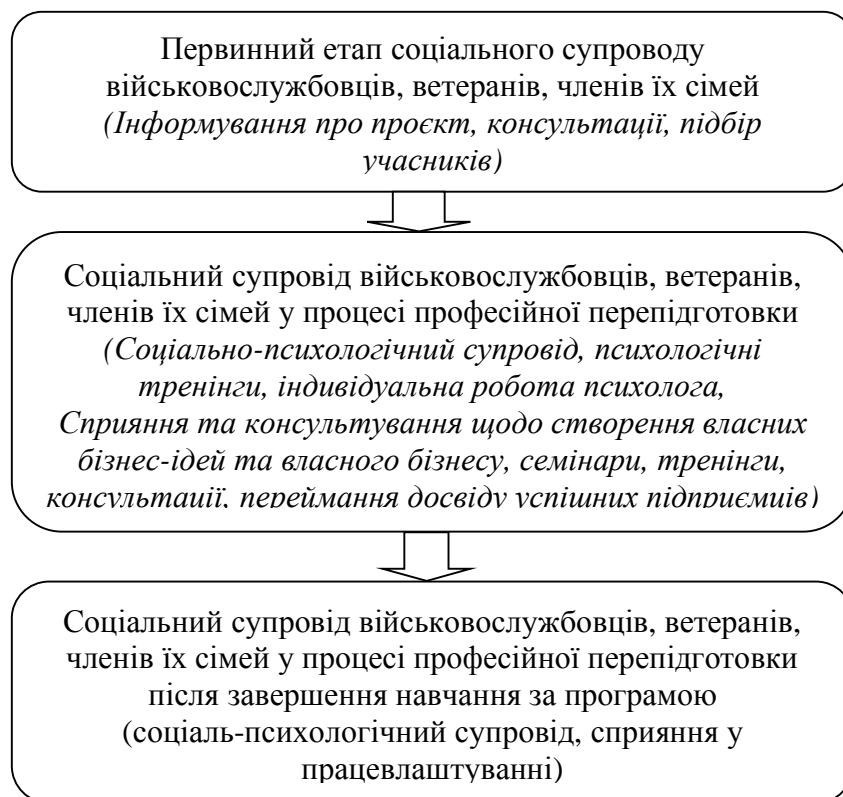 Первинний етап соціального супроводу
військовослужбовців, ветеранів, членів їх сімей
(Інформування про проєкт, консультації, підбір
учасників)
Соціальний супровід військовослужбовців, ветеранів,
членів їх сімей у процесі професійної перепідготовки
(Соціально-психологічний супровід, психологічні
тренінги, індивідуальна робота психолога,
Сприяння та консультування щодо створення власних
бізнес-ідей та власного бізнесу, семінари, тренінги,
консультації, переймання досвіду успішних підприємців)
Соціальний супровід військовослужбовців, ветеранів,
членів їх сімей у процесі професійної перепідготовки
після завершення навчання за програмою
(соціаль-психологічний супровід, сприяння у
працевлаштуванні)